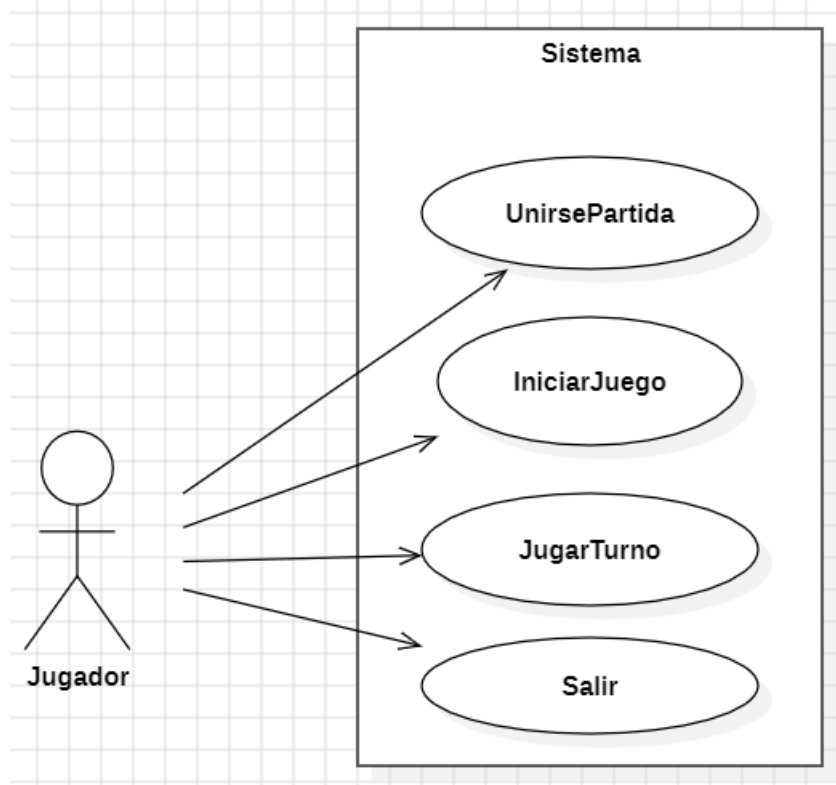 Sistema
UnirsePartida
IniciarJuego
JugarTurno
Salir
Jugador